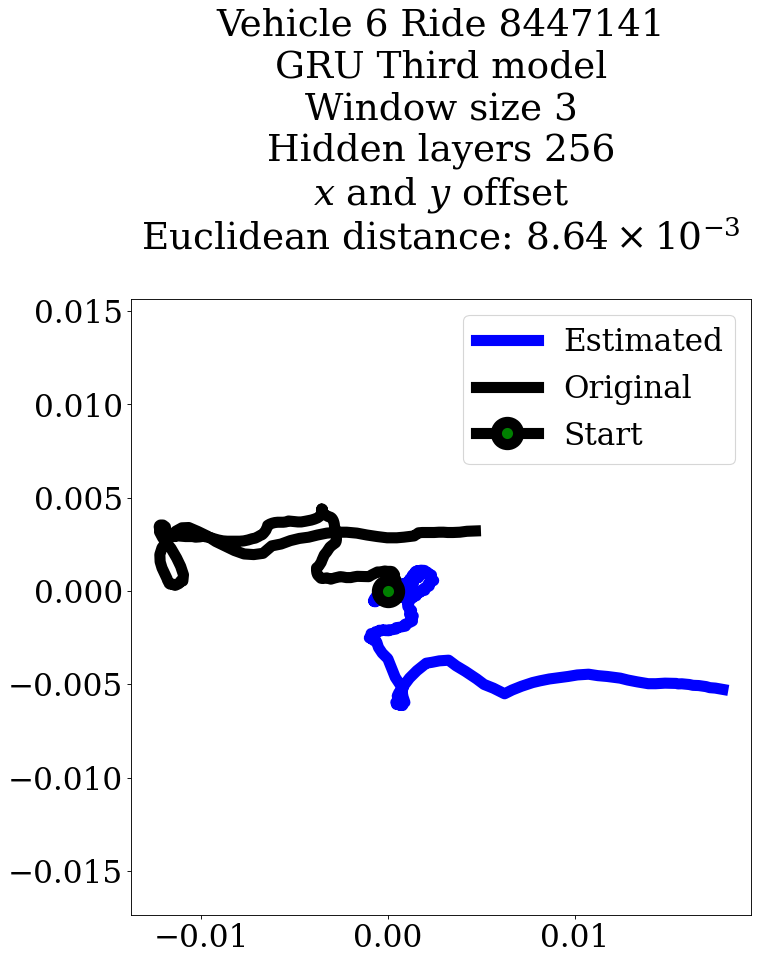 Vehicle 6 Ride 8447141
GRU Third model
Window size 3
Hidden layers 256
x and y offset
Euclidean distance: 8.64 × 10⁻³
Estimated
Original
Start
0.015
0.010
0.005
0.000
−0.005
−0.010
−0.015
−0.01 0.00 0.01